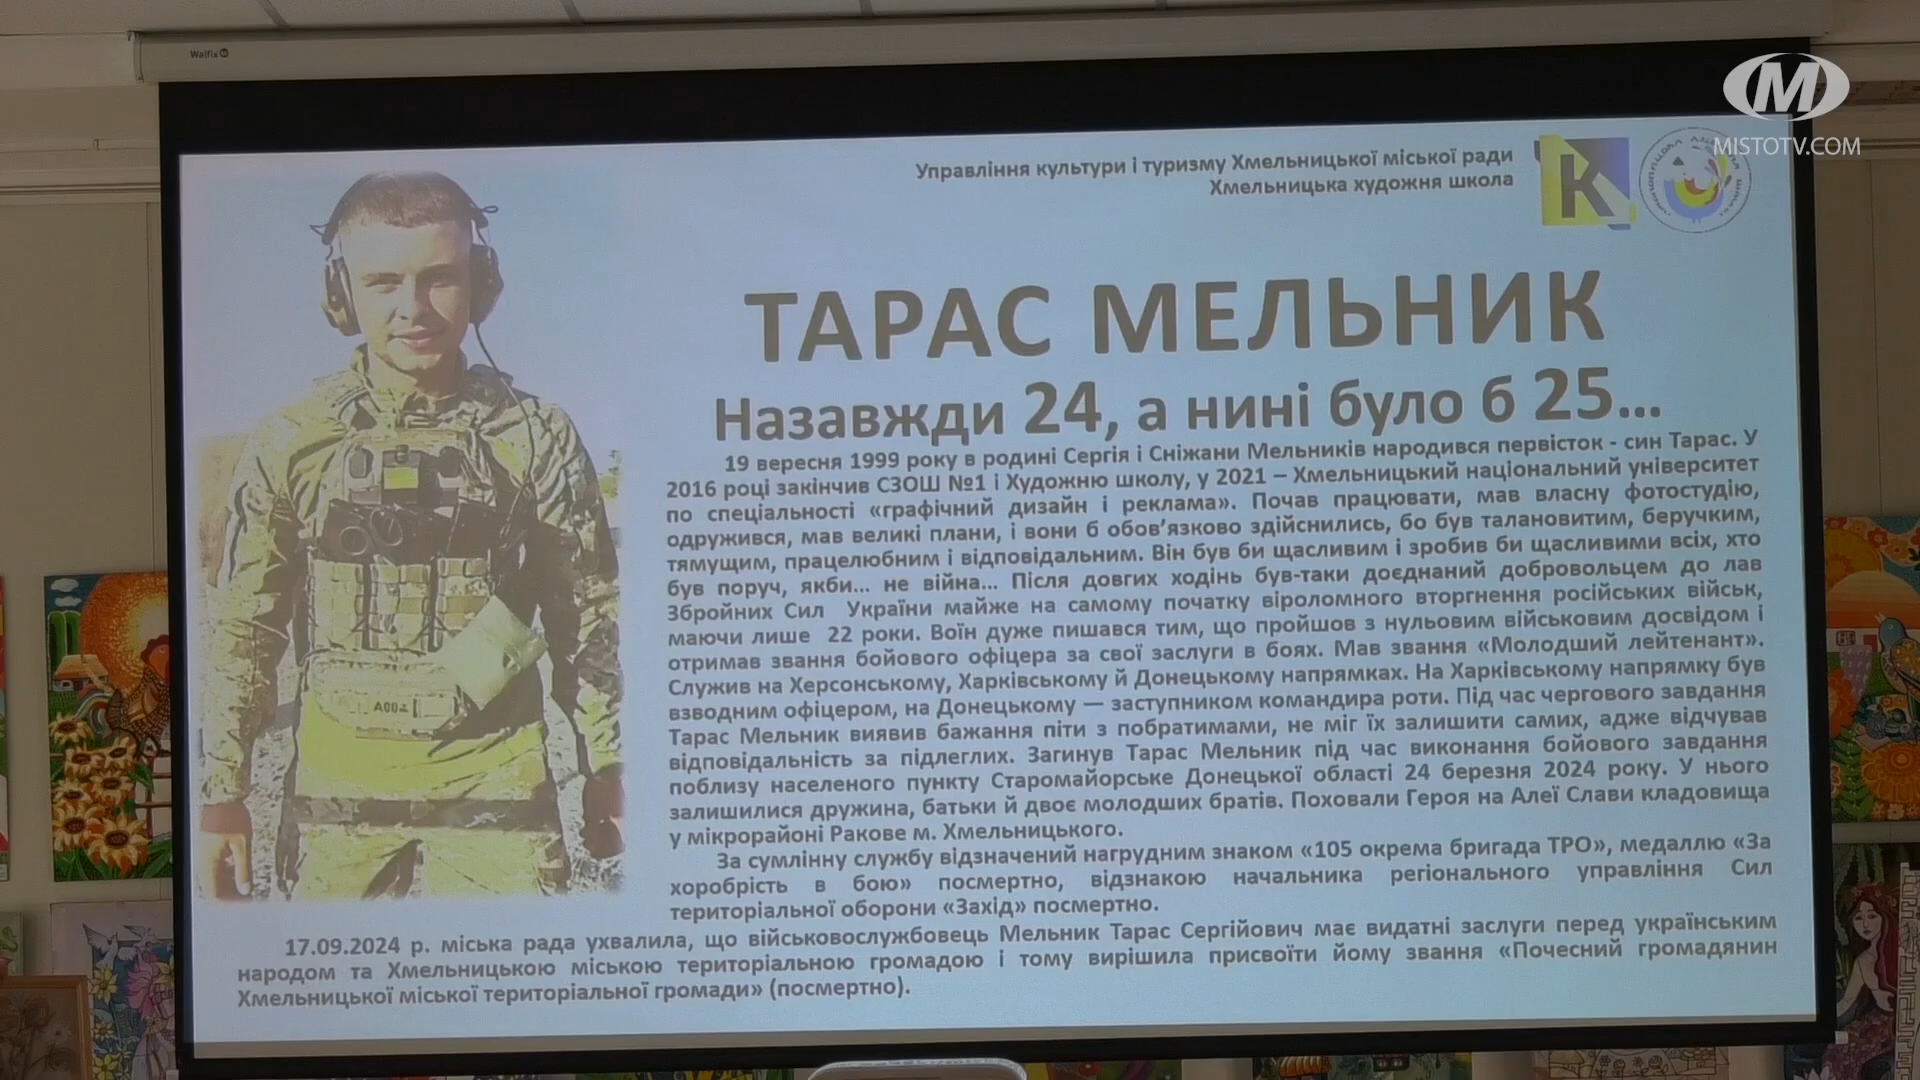 Walfix
M
MISTOTV.COM
Управління культури і туризму Хмельницької міської ради
Хмельницька художня школа
К
ТАРАС МЕЛЬНИК
Назавжди 24, а нині було б 25...
19 вересня 1999 року в родині Сергія і Сніжани Мельників народився первісток - син Тарас. У
2016 році закінчив СЗОШ №1 і Художню школу, у 2021 – Хмельницький національний університет
по спеціальності «графічний дизайн і реклама». Почав працювати, мав власну фотостудію,
одружився, мав великі плани, і вони б обов’язково здійснились, бо був талановитим, беручким,
тямущим, працелюбним і відповідальним. Він був би щасливим і зробив би щасливими всіх, хто
був поруч, якби... не війна... Після довгих ходінь був-таки доєднаний добровольцем до лав
Збройних Сил України майже на самому початку віроломного вторгнення російських військ,
маючи лише 22 роки. Воїн дуже пишався тим, що пройшов з нульовим військовим досвідом і
отримав звання бойового офіцера за свої заслуги в боях. Мав звання «Молодший лейтенант».
Служив на Херсонському, Харківському й Донецькому напрямках. На Харківському напрямку був
взводним офіцером, на Донецькому — заступником командира роти. Під час чергового завдання
Тарас Мельник виявив бажання піти з побратимами, не міг їх залишити самих, адже відчував
відповідальність за підлеглих. Загинув Тарас Мельник під час виконання бойового завдання
поблизу населеного пункту Старомайорське Донецької області 24 березня 2024 року. У нього
залишилися дружина, батьки й двоє молодших братів. Поховали Героя на Алеї Слави кладовища
у мікрорайоні Ракове м. Хмельницького.
За сумлінну службу відзначений нагрудним знаком «105 окрема бригада ТРО», медаллю «За
хоробрість в бою» посмертно, відзнакою начальника регіонального управління Сил
територіальної оборони «Захід» посмертно.
17.09.2024 р. міська рада ухвалила, що військовослужбовець Мельник Тарас Сергійович має видатні заслуги перед українським
народом та Хмельницькою міською територіальною громадою і тому вирішила присвоїти йому звання «Почесний громадянин
Хмельницької міської територіальної громади» (посмертно).